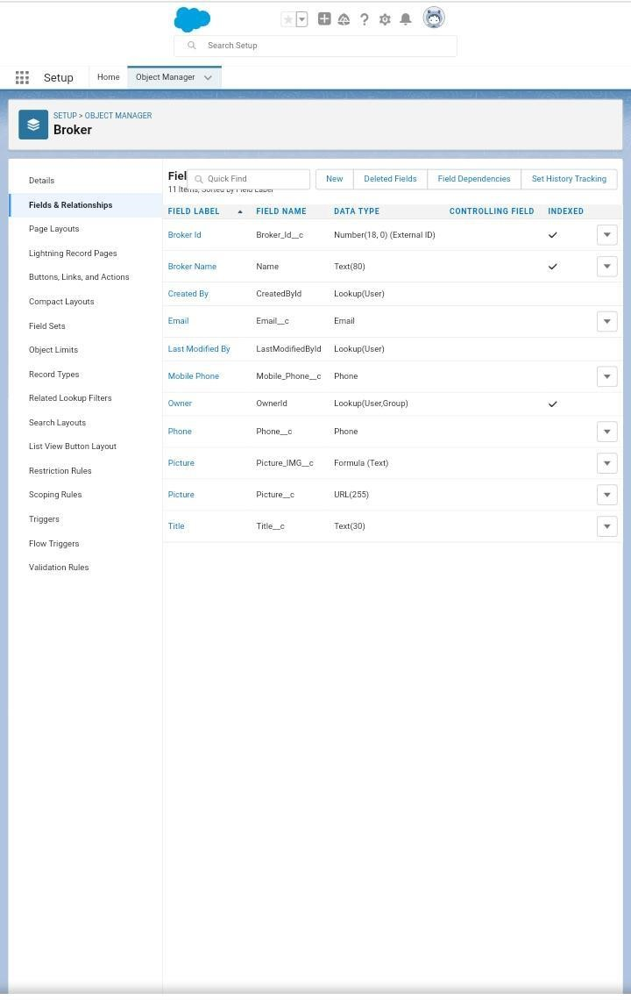 Search Setup
Setup Home Object Manager
SETUP > OBJECT MANAGER
Broker
Details
Fields & Relationships
Page Layouts
Lightning Record Pages
Buttons, Links, and Actions
Compact Layouts
Field Sets
Object Limits
Record Types
Related Lookup Filters
Search Layouts
List View Button Layout
Restriction Rules
Scoping Rules
Triggers
Flow Triggers
Validation Rules
Fiel Quick Find New Deleted Fields Field Dependencies Set History Tracking
11 Items, Sorted by Field Label
FIELD LABEL FIELD NAME DATA TYPE CONTROLLING FIELD INDEXED
Broker Id Broker_Id__c Number(18, 0) (External ID)
Broker Name Name Text(80)
Created By CreatedById Lookup(User)
Email Email__c Email
Last Modified By LastModifiedById Lookup(User)
Mobile Phone Mobile_Phone__c Phone
Owner OwnerId Lookup(User,Group)
Phone Phone__c Phone
Picture Picture_IMG__c Formula (Text)
Picture Picture__c URL(255)
Title Title__c Text(30)